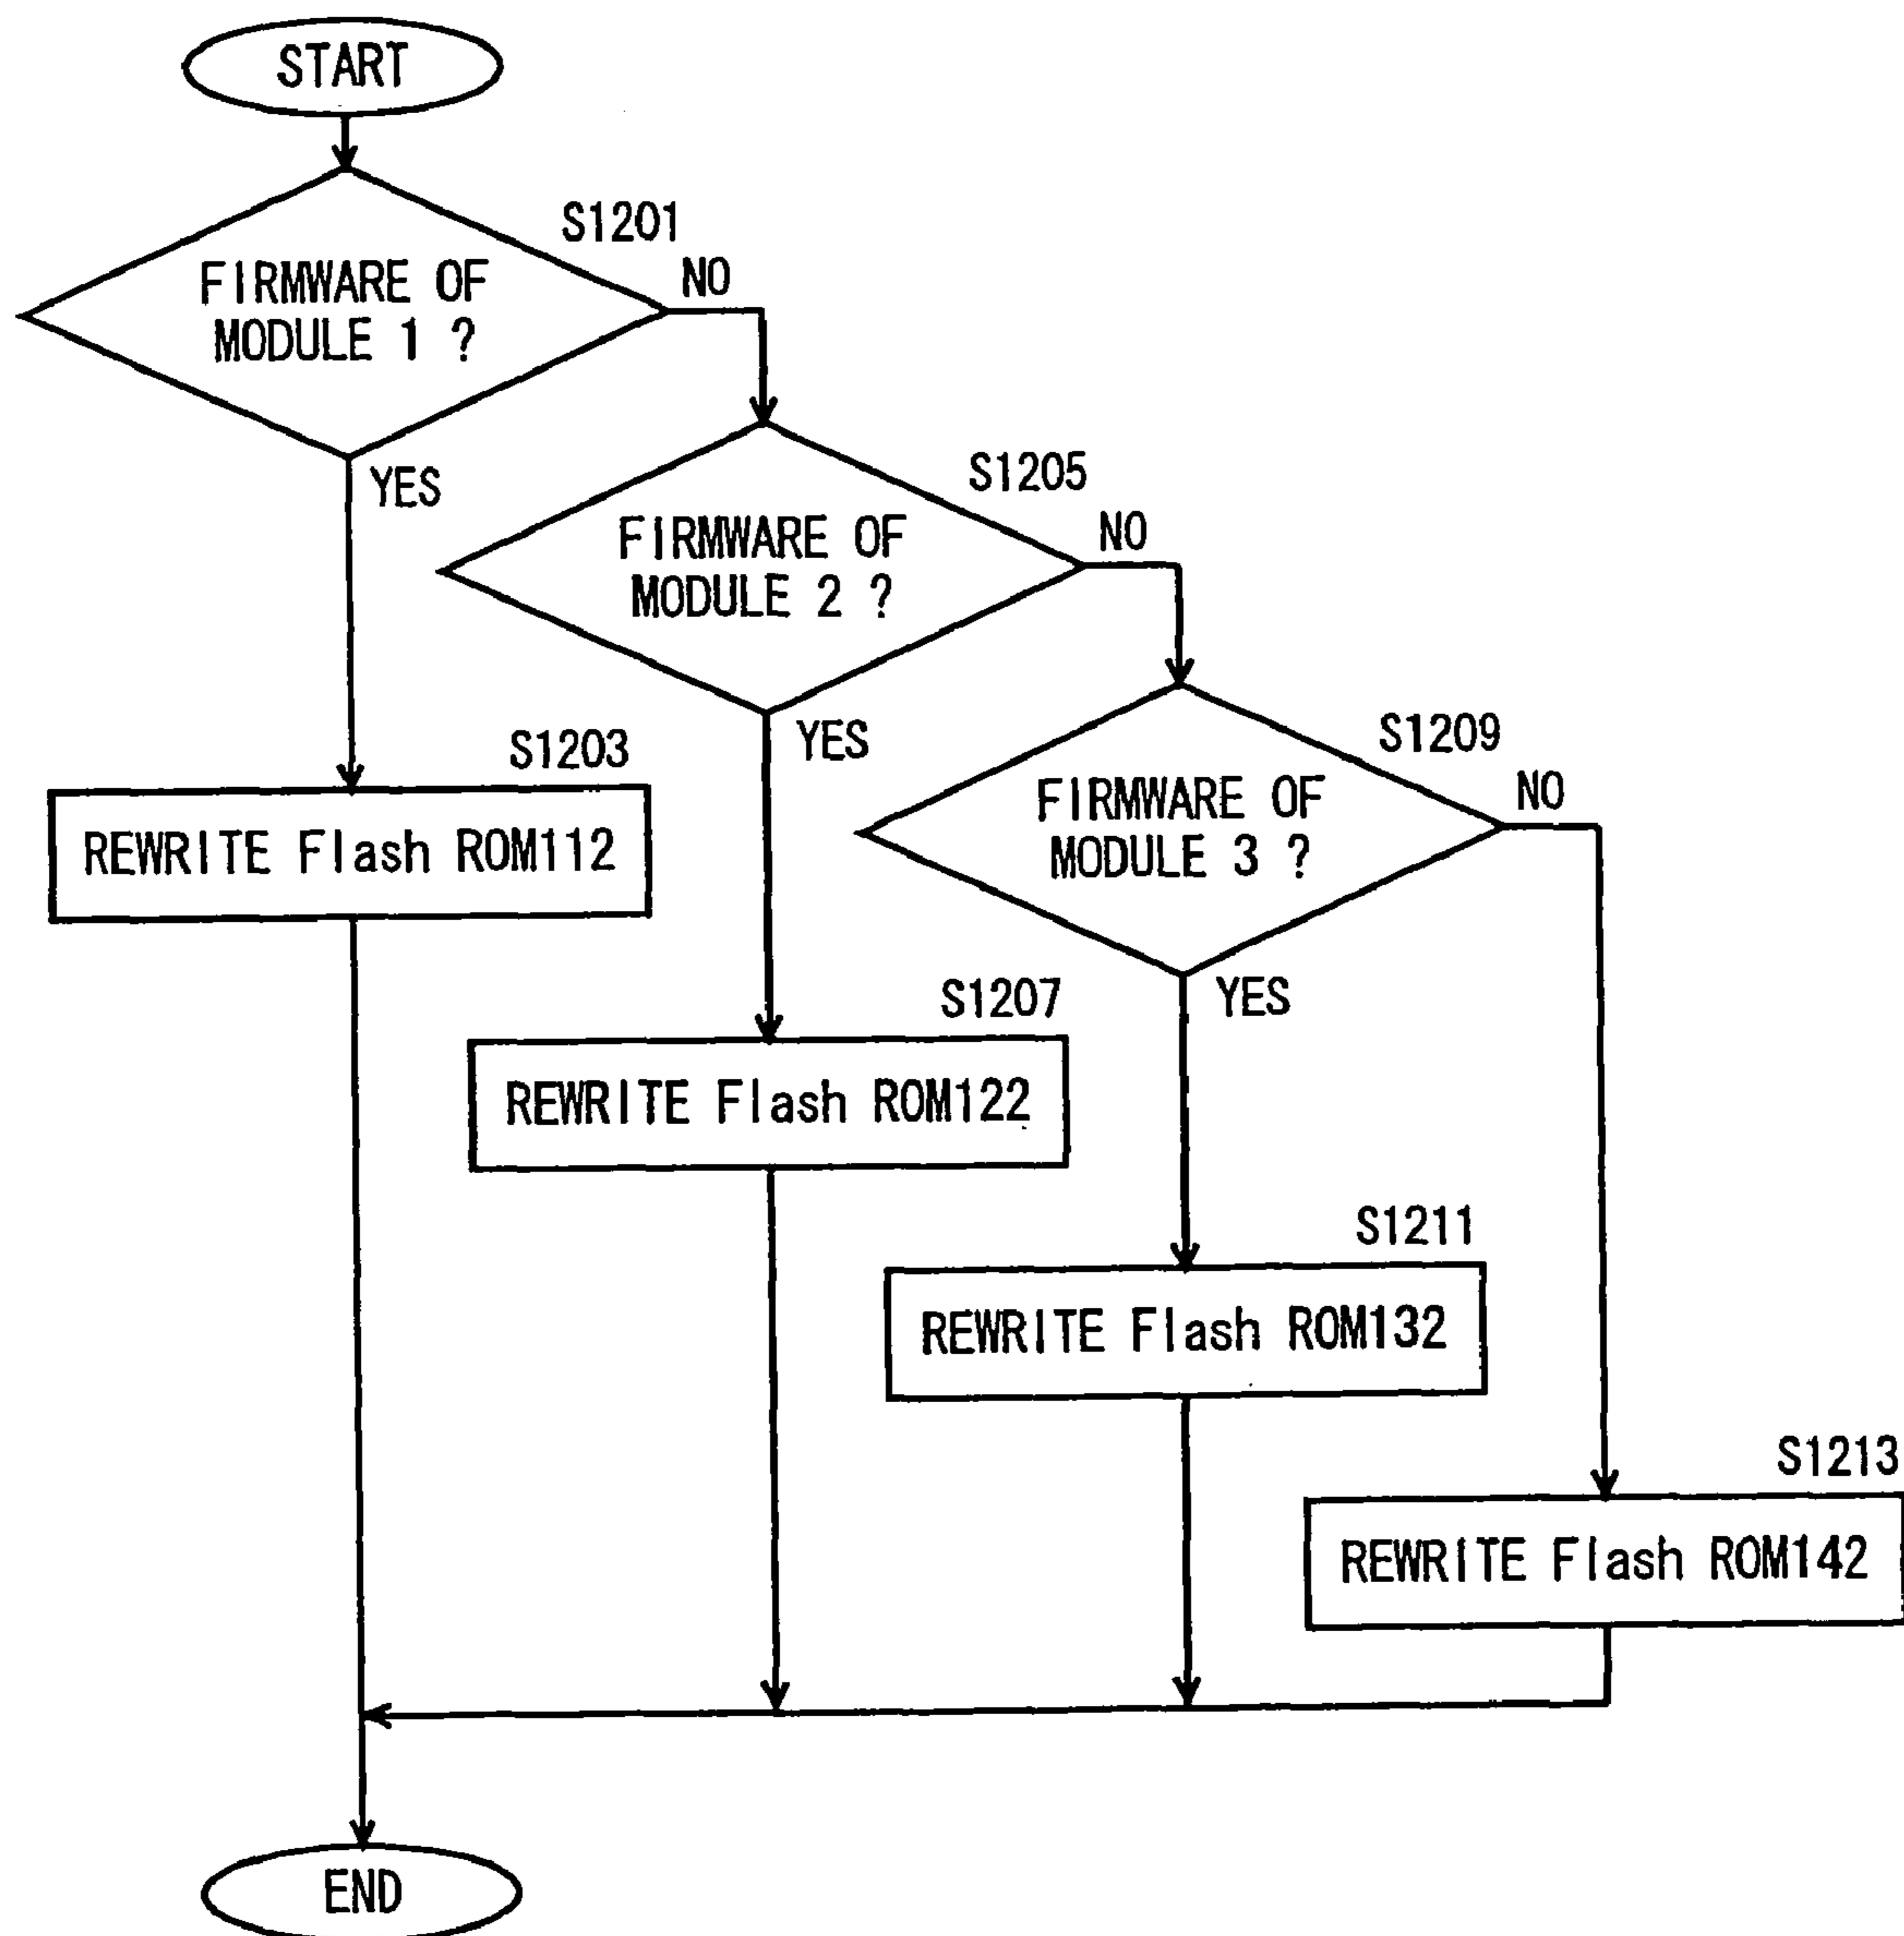 START
S1201
FIRMWARE OF
MODULE 1 ?
NO
YES
S1205
FIRMWARE OF
MODULE 2 ?
NO
YES
S1203
REWRITE Flash ROM112
S1209
FIRMWARE OF
MODULE 3 ?
NO
YES
S1207
REWRITE Flash ROM122
S1211
REWRITE Flash ROM132
S1213
REWRITE Flash ROM142
END